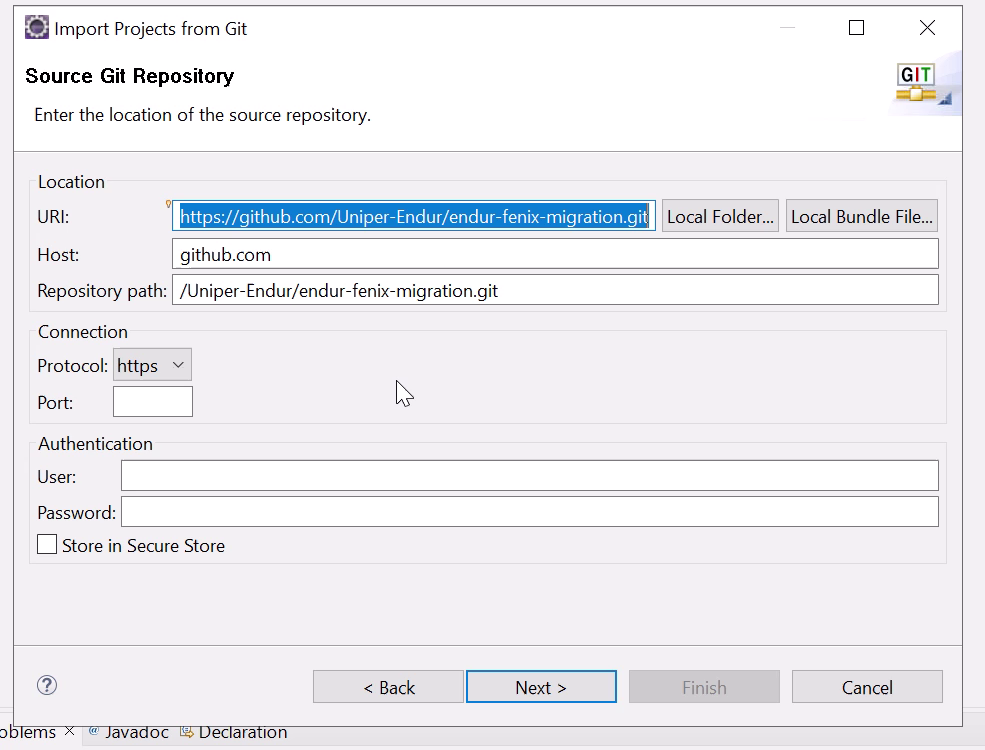 Import Projects from Git
Source Git Repository
GIT
Enter the location of the source repository.
Location
URI: https://github.com/Uniper-Endur/endur-fenix-migration.git Local Folder... Local Bundle File...
Host: github.com
Repository path: /Uniper-Endur/endur-fenix-migration.git
Connection
Protocol: https
Port:
Authentication
User:
Password:
Store in Secure Store
? < Back Next > Finish Cancel
oblems @ Javadoc Declaration